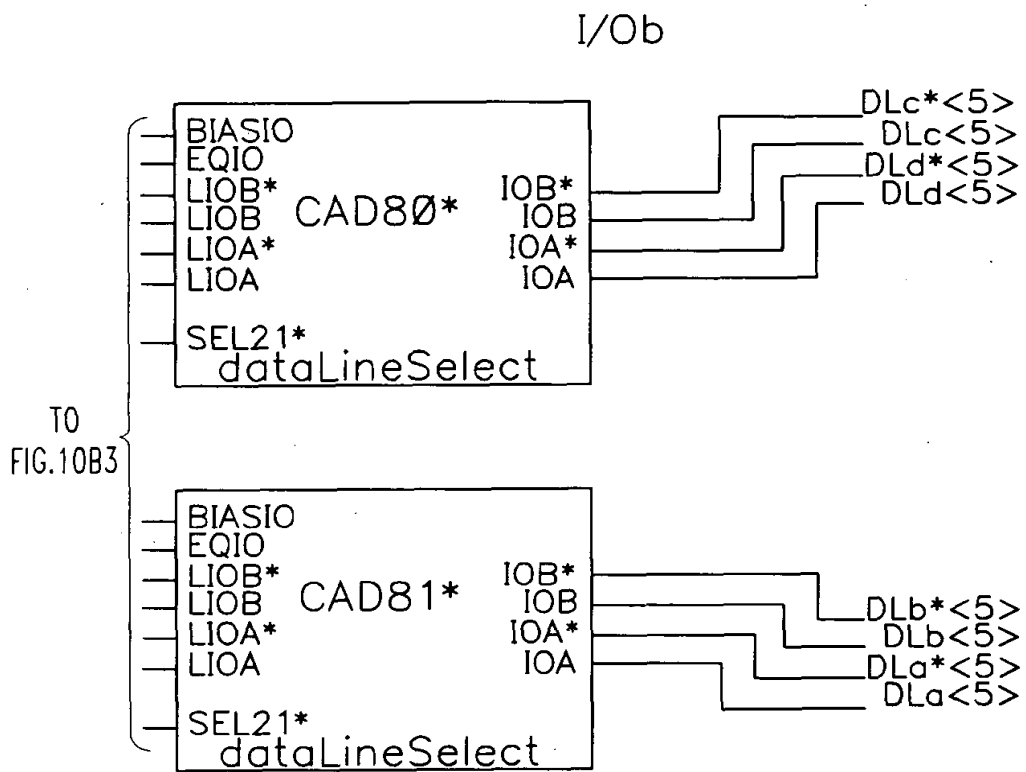 I/Ob
BIASIO
EQIO
LIOB*
LIOB
LIOA*
LIOA
SEL21*
CAD80*
dataLineSelect
IOB*
IOB
IOA*
IOA
DLc*<5>
DLc<5>
DLd*<5>
DLd<5>
TO
FIG.10B3
BIASIO
EQIO
LIOB*
LIOB
LIOA*
LIOA
SEL21*
CAD81*
dataLineSelect
IOB*
IOB
IOA*
IOA
DLb*<5>
DLb<5>
DLa*<5>
DLa<5>